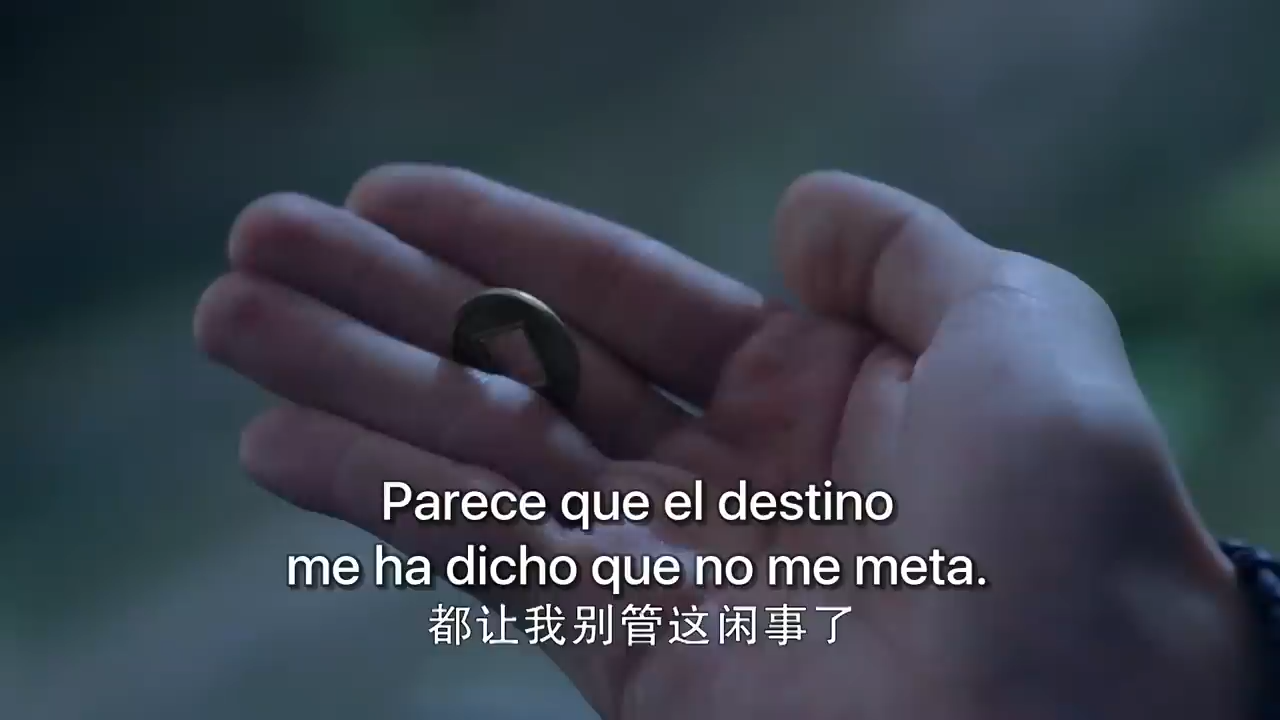 Parece que el destino
me ha dicho que no me meta.
都让我别管这闲事了